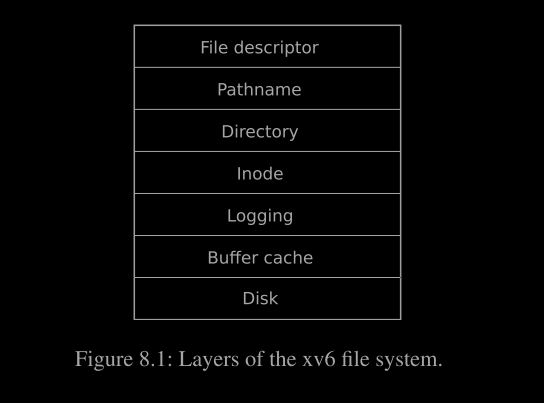 File descriptor
Pathname
Directory
Inode
Logging
Buffer cache
Disk
Figure 8.1: Layers of the xv6 file system.